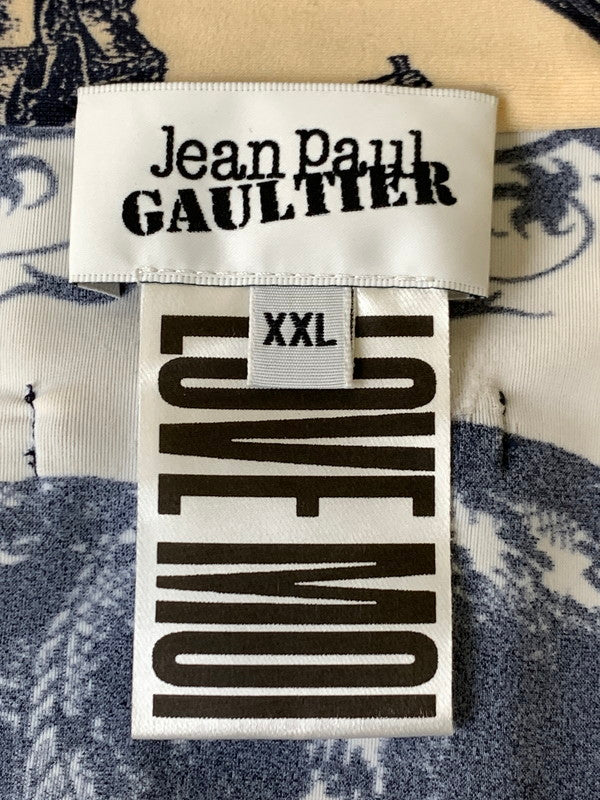 Jean Paul
GAULTIER
XXL
LOVE MOI